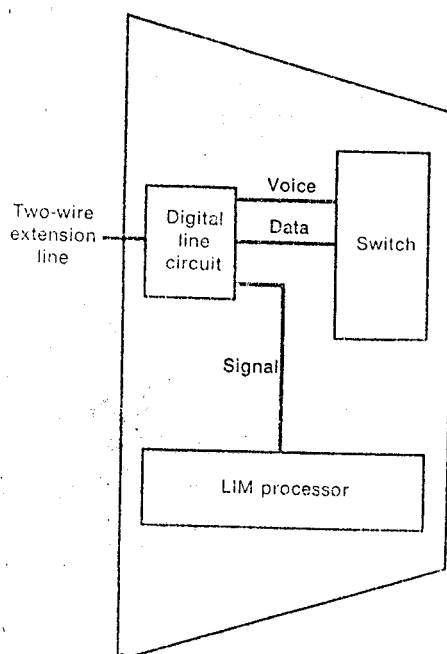 Voice
Two-wire
extension
line
Digital
line
circuit
Data
Switch
Signal
LIM processor